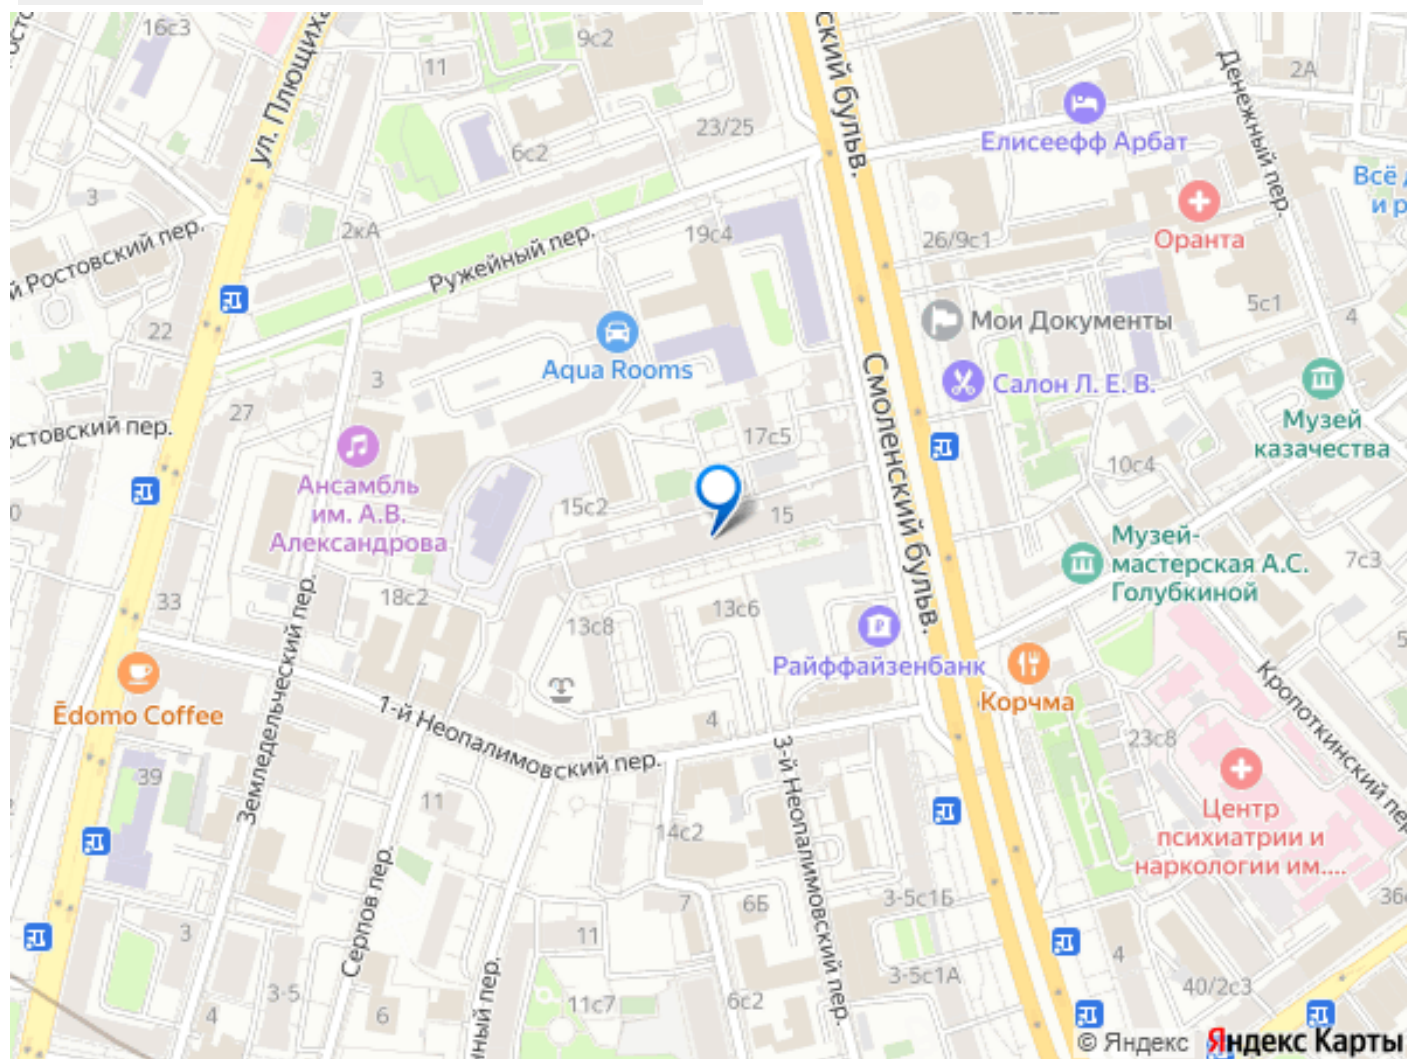 16с3
9с2
11
ул. Плющиха
ский бульв.
Денежный пер.
2А
23/25
6с2
Елисеефф Арбат
Всё
и р
3
й Ростовский пер.
2кА
Ружейный пер.
19с4
26/9с1
Оранта
22
5с1
4
Мои Документы
Aqua Rooms
3
Салон Л. Е. В.
Смоленский бульв.
27
остовский пер.
17с5
Музей
казачества
10с4
Ансамбль
им. А.В.
Александрова
15с2
15
Музей-
мастерская А.С.
Голубкиной
7с3
33
18с2
13с8
13с6
Земледельческий пер.
Райффайзенбанк
Корчма
Ēdomo Coffee
1-й Неопалимовский пер.
4
3-й Неопалимовский пер.
23с8
Кропоткинский пер.
39
11
14с2
Центр
психиатрии и
наркологии им....
Серпов пер.
7
6Б
3-5с1Б
36
3
11
4
3-5с1А
3-5
11с7
6с2
40/2с3
4
6
нный пер.
© Яндекс Яндекс Карты